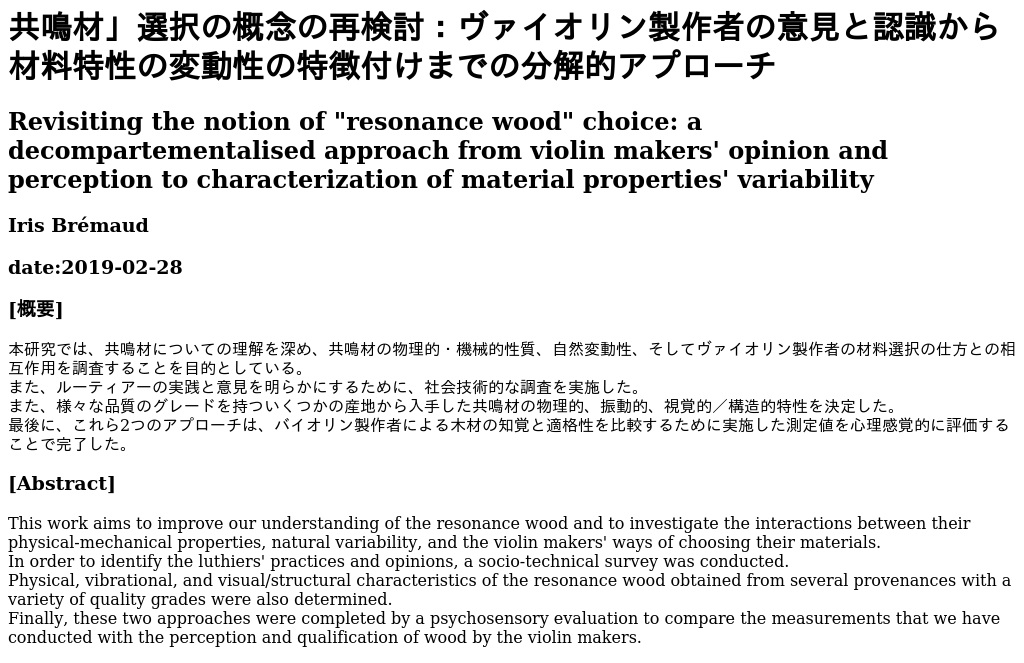 共鳴材」選択の概念の再検討：ヴァイオリン製作者の意見と認識から
材料特性の変動性の特徴付けまでの分解的アプローチ
Revisiting the notion of "resonance wood" choice: a
decompartementalised approach from violin makers' opinion and
perception to characterization of material properties' variability
Iris Brémaud
date:2019-02-28
[概要]
本研究では、共鳴材についての理解を深め、共鳴材の物理的・機械的性質、自然変動性、そしてヴァイオリン製作者の材料選択の仕方との相
互作用を調査することを目的としている。
また、ルーティアーの実践と意見を明らかにするために、社会技術的な調査を実施した。
また、様々な品質のグレードを持ついくつかの産地から入手した共鳴材の物理的、振動的、視覚的／構造的特性を決定した。
最後に、これら2つのアプローチは、バイオリン製作者による木材の知覚と適格性を比較するために実施した測定値を心理感覚的に評価する
ことで完了した。
[Abstract]
This work aims to improve our understanding of the resonance wood and to investigate the interactions between their
physical-mechanical properties, natural variability, and the violin makers' ways of choosing their materials.
In order to identify the luthiers' practices and opinions, a socio-technical survey was conducted.
Physical, vibrational, and visual/structural characteristics of the resonance wood obtained from several provenances with a
variety of quality grades were also determined.
Finally, these two approaches were completed by a psychosensory evaluation to compare the measurements that we have
conducted with the perception and qualification of wood by the violin makers.